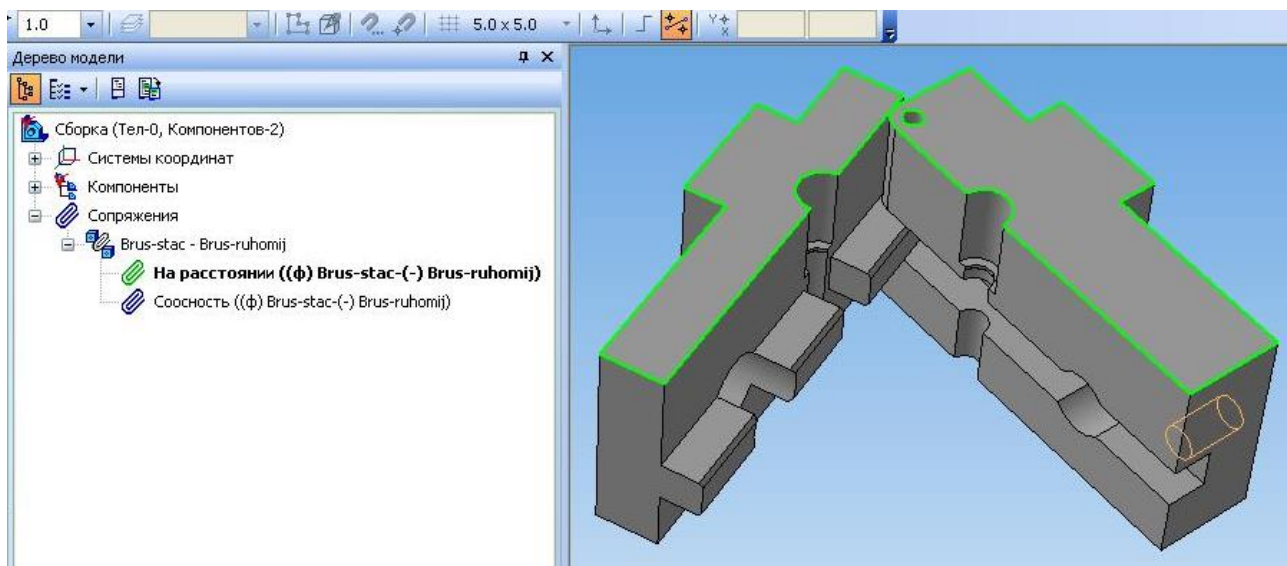 1.0 5.0 x 5.0
Дерево модели
Сборка (Тел-0, Компонентов-2)
Системы координат
Компоненты
Сопряжения
Brus-stac - Brus-ruhomij
На расстоянии ((ф) Brus-stac-(-) Brus-ruhomij)
Соосность ((ф) Brus-stac-(-) Brus-ruhomij)